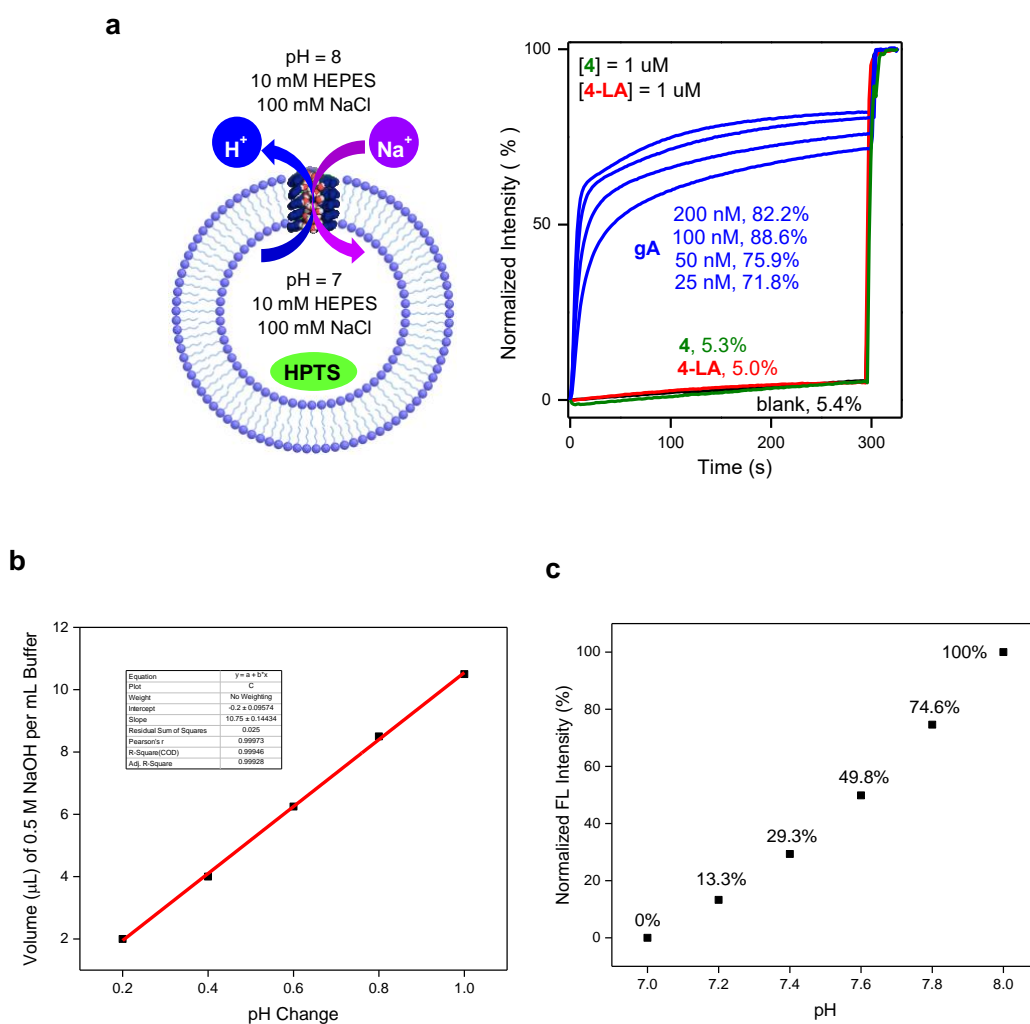 a
pH = 8
10 mM HEPES
100 mM NaCl
H+
Na+
pH = 7
10 mM HEPES
100 mM NaCl
HPTS
Normalized Intensity ( % )
100
50
0
[4] = 1 uM
[4-LA] = 1 uM
gA
200 nM, 82.2%
100 nM, 88.6%
50 nM, 75.9%
25 nM, 71.8%
4, 5.3%
4-LA, 5.0%
blank, 5.4%
0 100 200 300
Time (s)
b
Volume (μL) of 0.5 M NaOH per mL Buffer
12
10
8
6
4
2
Equation y = a + b*x
Plot C
Weight No Weighting
Intercept -0.2 ± 0.09574
Slope 10.75 ± 0.14434
Residual Sum of Squares 0.025
Pearson's r 0.99973
R-Square(COD) 0.99946
Adj. R-Square 0.99928
0.2 0.4 0.6 0.8 1.0
pH Change
c
Normalized FL Intensity (%)
100
80
60
40
20
0
100%
74.6%
49.8%
29.3%
13.3%
0%
7.0 7.2 7.4 7.6 7.8 8.0
pH